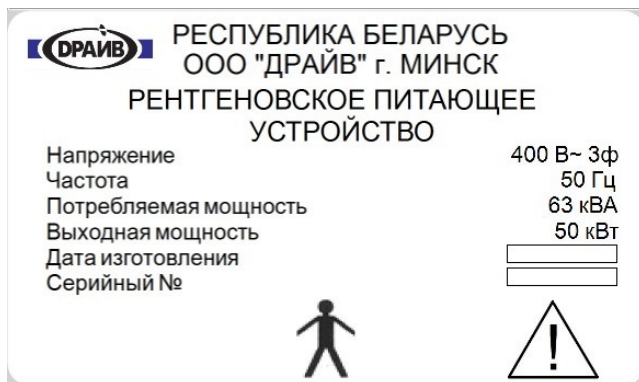 ДРАЙВ
РЕСПУБЛИКА БЕЛАРУСЬ
ООО "ДРАЙВ" г. МИНСК
РЕНТГЕНОВСКОЕ ПИТАЮЩЕЕ
УСТРОЙСТВО
Напряжение 400 В~ 3ф
Частота 50 Гц
Потребляемая мощность 63 кВА
Выходная мощность 50 кВт
Дата изготовления
Серийный №
!